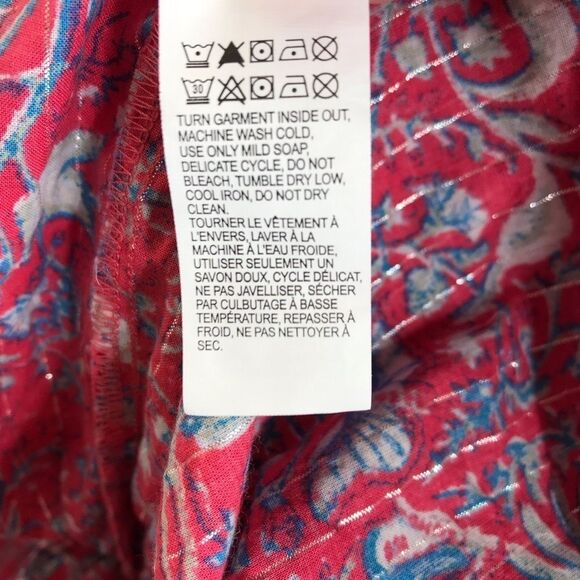 30
TURN GARMENT INSIDE OUT,
MACHINE WASH COLD,
USE ONLY MILD SOAP,
DELICATE CYCLE, DO NOT
BLEACH, TUMBLE DRY LOW,
COOL IRON, DO NOT DRY
CLEAN.
TOURNER LE VÊTEMENT À
L'ENVERS, LAVER À LA
MACHINE À L'EAU FROIDE,
UTILISER SEULEMENT UN
SAVON DOUX, CYCLE DÉLICAT,
NE PAS JAVELLISER, SÉCHER
PAR CULBUTAGE À BASSE
TEMPÉRATURE, REPASSER À
FROID, NE PAS NETTOYER À
SEC.